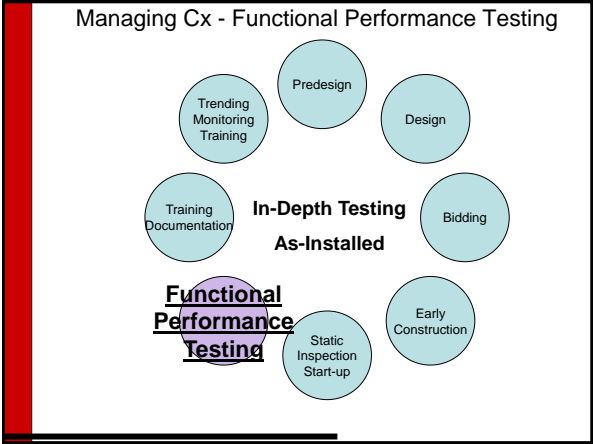 Managing Cx - Functional Performance Testing
Predesign
Design
Bidding
Early
Construction
Static
Inspection
Start-up
Functional
Performance
Testing
Training
Documentation
Trending
Monitoring
Training
In-Depth Testing
As-Installed